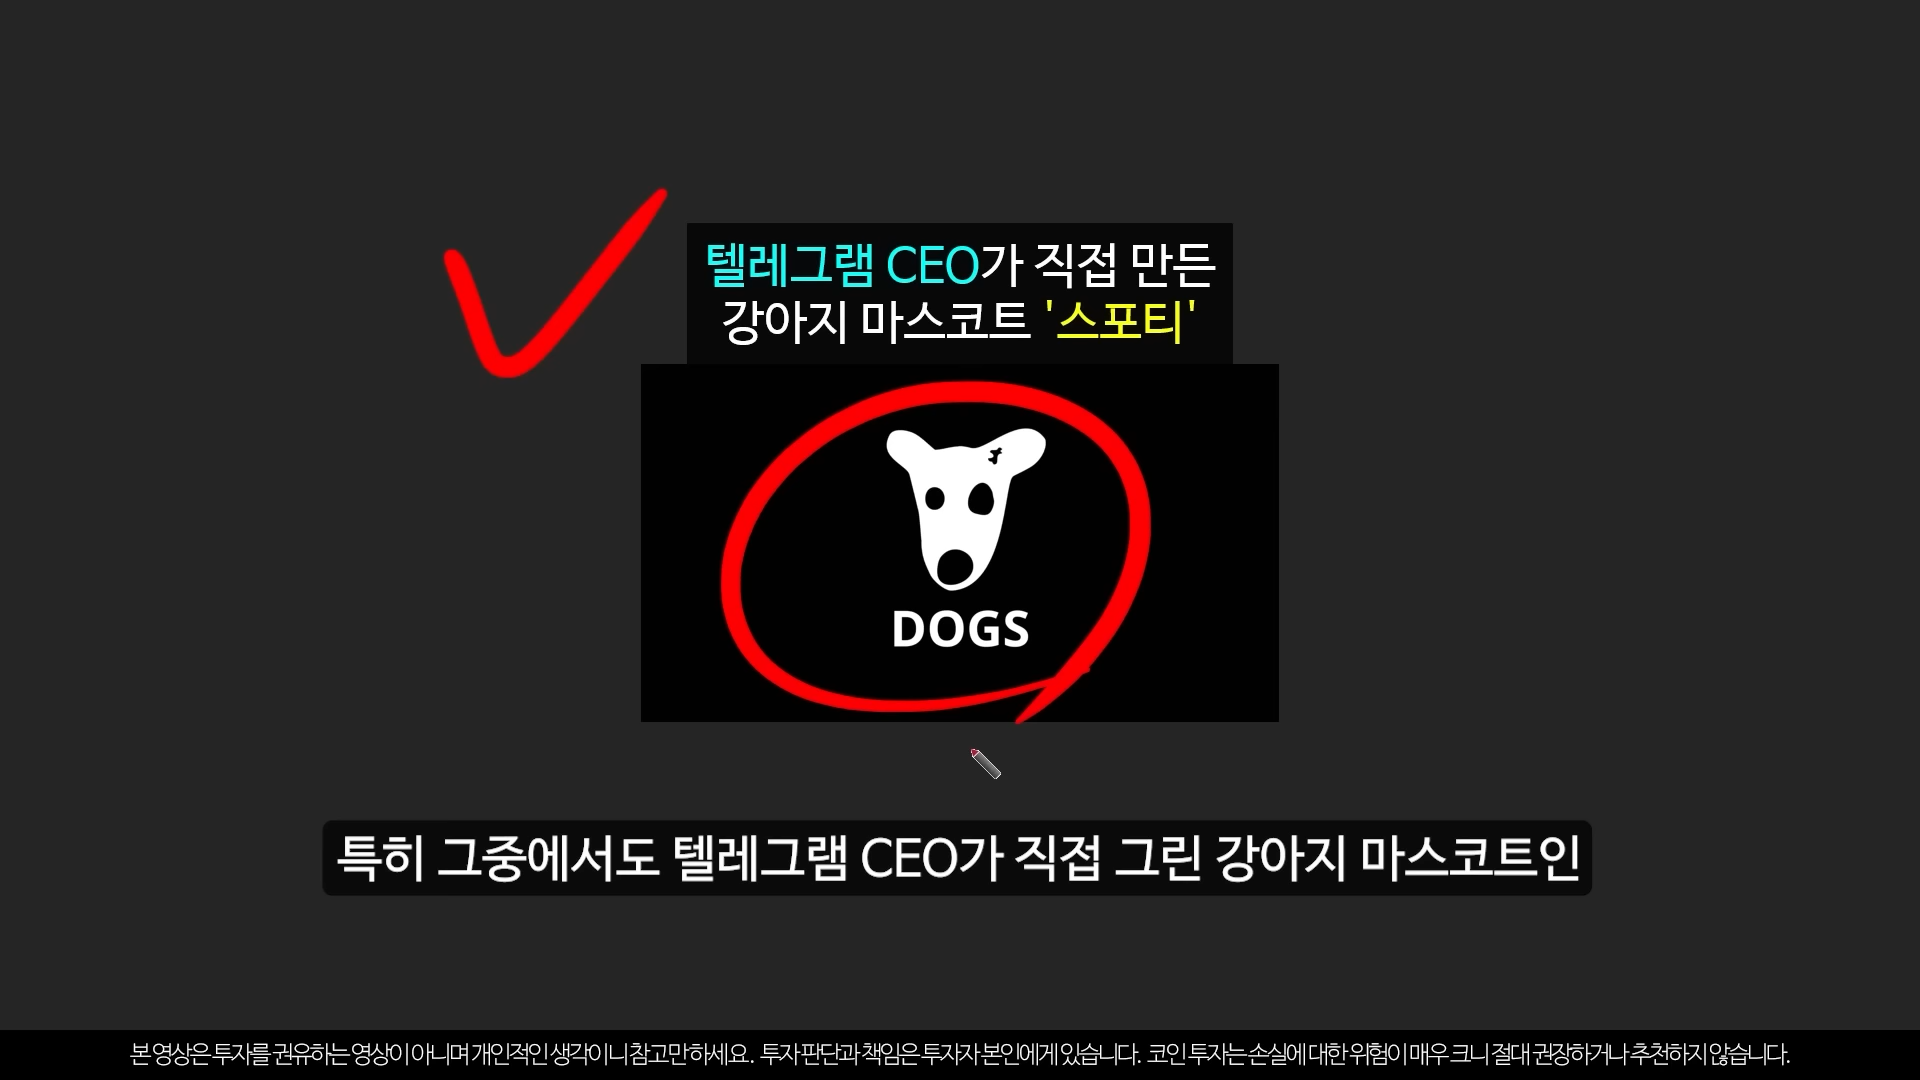 텔레그램 CEO가 직접 만든
강아지 마스코트 '스포티'
DOGS
특히 그중에서도 텔레그램 CEO가 직접 그린 강아지 마스코트인
본 영상은 투자를 권유하는 영상이 아니며 개인적인 생각이니 참고만 하세요. 투자 판단과 책임은 투자자 본인에게 있습니다. 코인 투자는 손실에 대한 위험이 매우 크니 절대 권장하거나 추천하지 않습니다.